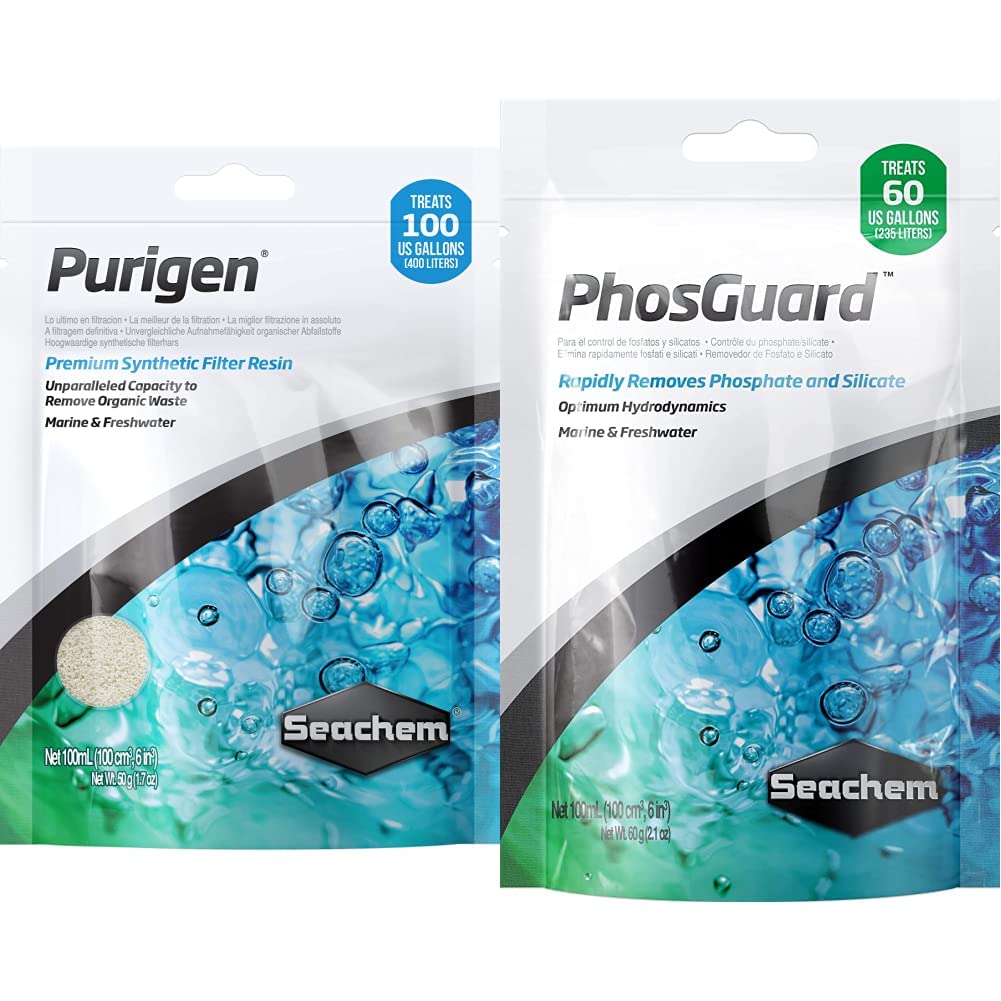 TREATS
100
US GALLONS
(400 LITERS)
Purigen®
Lo ultimo en filtracion • La meilleur de la filtration • La miglior filtrazione in assoluto
A filtragem definitiva • Unvergleichliche Aufnahmefähigkeit organischer Abfallstoffe
Hoogwaardige synthetische filterhars
Premium Synthetic Filter Resin
Unparalleled Capacity to
Remove Organic Waste
Marine & Freshwater
Seachem®
Net 100mL (100 cm³, 6 in³)
Net Wt. 50 g (1.7 oz)
TREATS
60
US GALLONS
(235 LITERS)
PhosGuard™
Para el control de fosfatos y silicatos • Contrôle du phosphate/silicate •
Elimina rapidamente fosfati e silicati • Removedor de Fosfato e Silicato
Rapidly Removes Phosphate and Silicate
Optimum Hydrodynamics
Marine & Freshwater
Seachem
Net 100mL (100 cm³, 6 in³)
Net Wt. 60 g (2.1 oz)